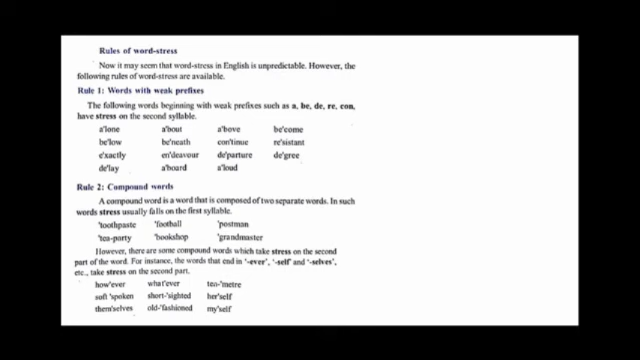 Rules of word-stress
Now it may seem that word-stress in English is unpredictable. However, the
following rules of word-stress are available.
Rule 1: Words with weak prefixes
The following words beginning with weak prefixes such as a, be, de, re, con,
have stress on the second syllable.
a'lone a'bout a'bove be'come
be'low be'neath con'tinue re'sistant
e'xactly en'deavour de'parture de'gree
de'lay a'board a'loud
Rule 2: Compound words
A compound word is a word that is composed of two separate words. In such
words stress usually falls on the first syllable.
'toothpaste 'football 'postman
'tea-party 'bookshop 'grandmaster
However, there are some compound words which take stress on the second
part of the word. For instance, the words that end in '-ever', '-self' and '-selves',
etc., take stress on the second part.
how'ever what'ever ten-'metre
soft 'spoken short-'sighted her'self
them'selves old-'fashioned my'self